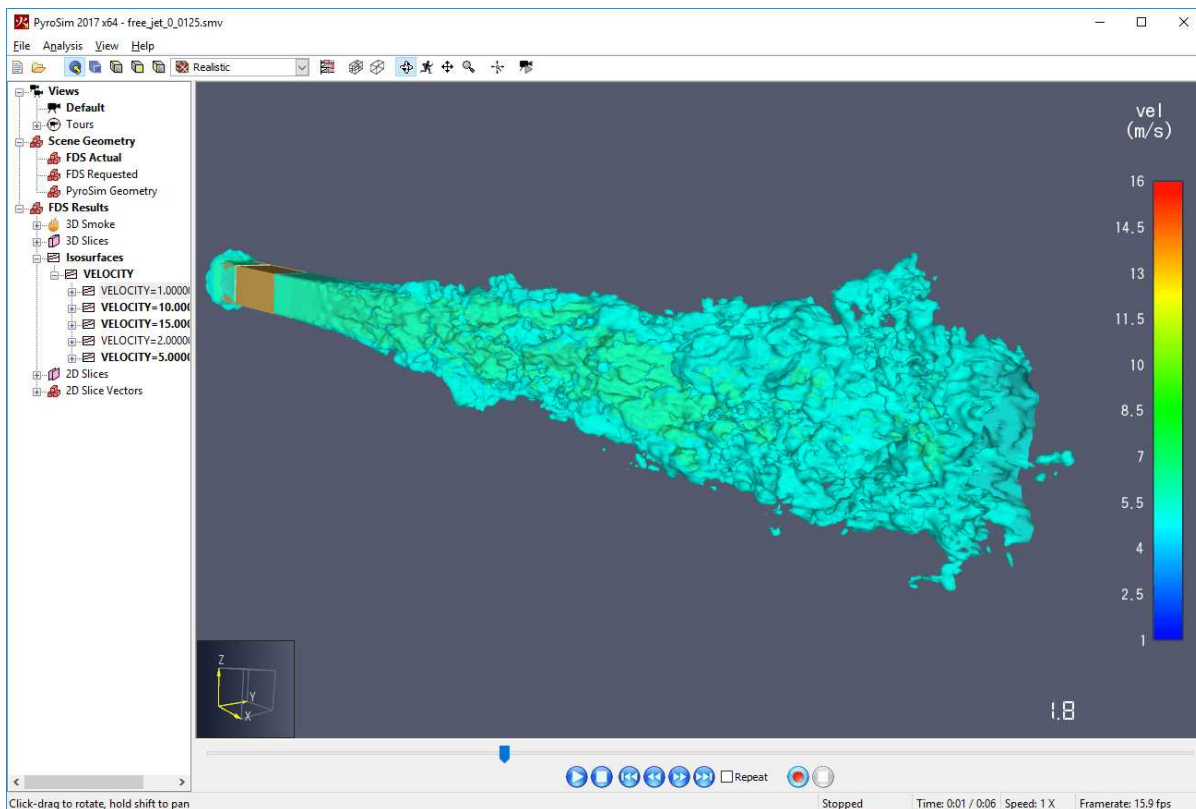 PyroSim 2017 x64 - free_jet_0_0125.smv
File Analysis View Help
Realistic
Views
Default
Tours
Scene Geometry
FDS Actual
FDS Requested
PyroSim Geometry
FDS Results
3D Smoke
3D Slices
Isosurfaces
VELOCITY
VELOCITY=1.0000
VELOCITY=10.000
VELOCITY=15.000
VELOCITY=2.0000
VELOCITY=5.0000
2D Slices
2D Slice Vectors
vel
(m/s)
16
14.5
13
11.5
10
8.5
7
5.5
4
2.5
1
Z
Y
X
1.8
Repeat
Click-drag to rotate, hold shift to pan
Stopped Time: 0:01 / 0:06 Speed: 1 X Framerate: 15.9 fps